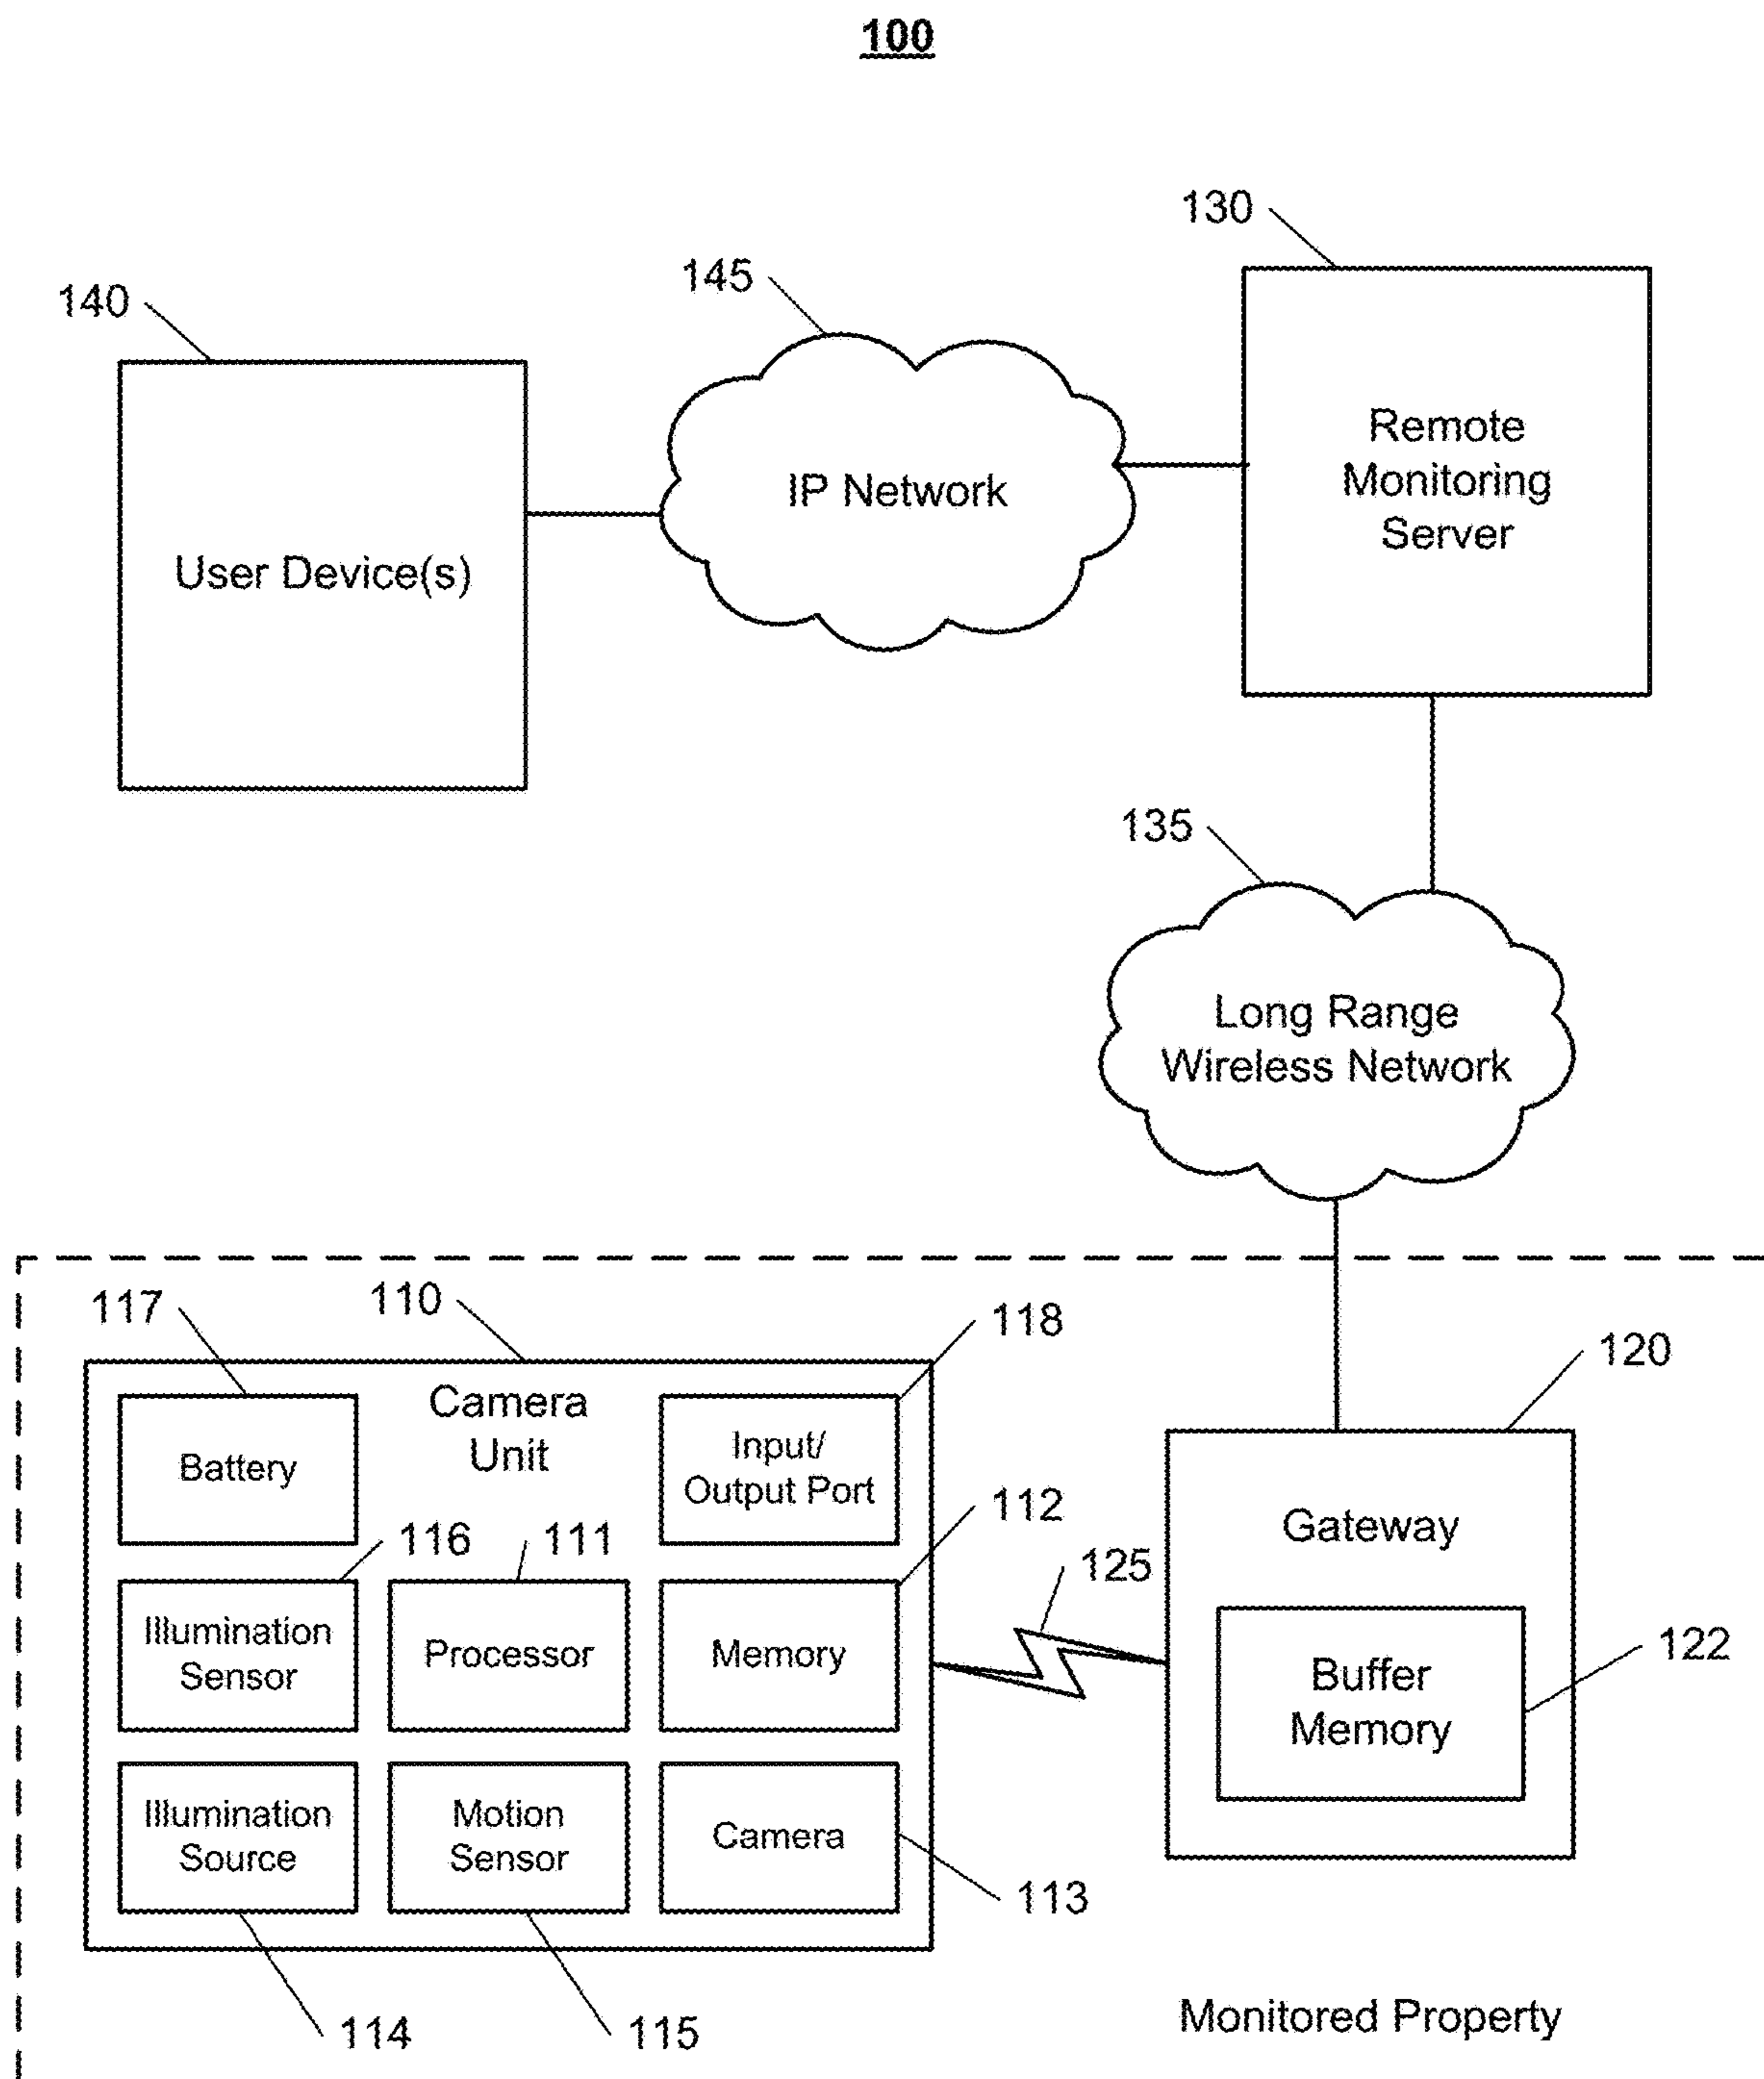 100
130
145
140
Remote
Monitoring
Server
IP Network
User Device(s)
135
Long Range
Wireless Network
117
110
118
120
Camera
Unit
Battery
Input/
Output Port
112
Gateway
116
111
125
Illumination
Sensor
Processor
Memory
Buffer
Memory
122
Illumination
Source
Motion
Sensor
Camera
113
114
115
Monitored Property